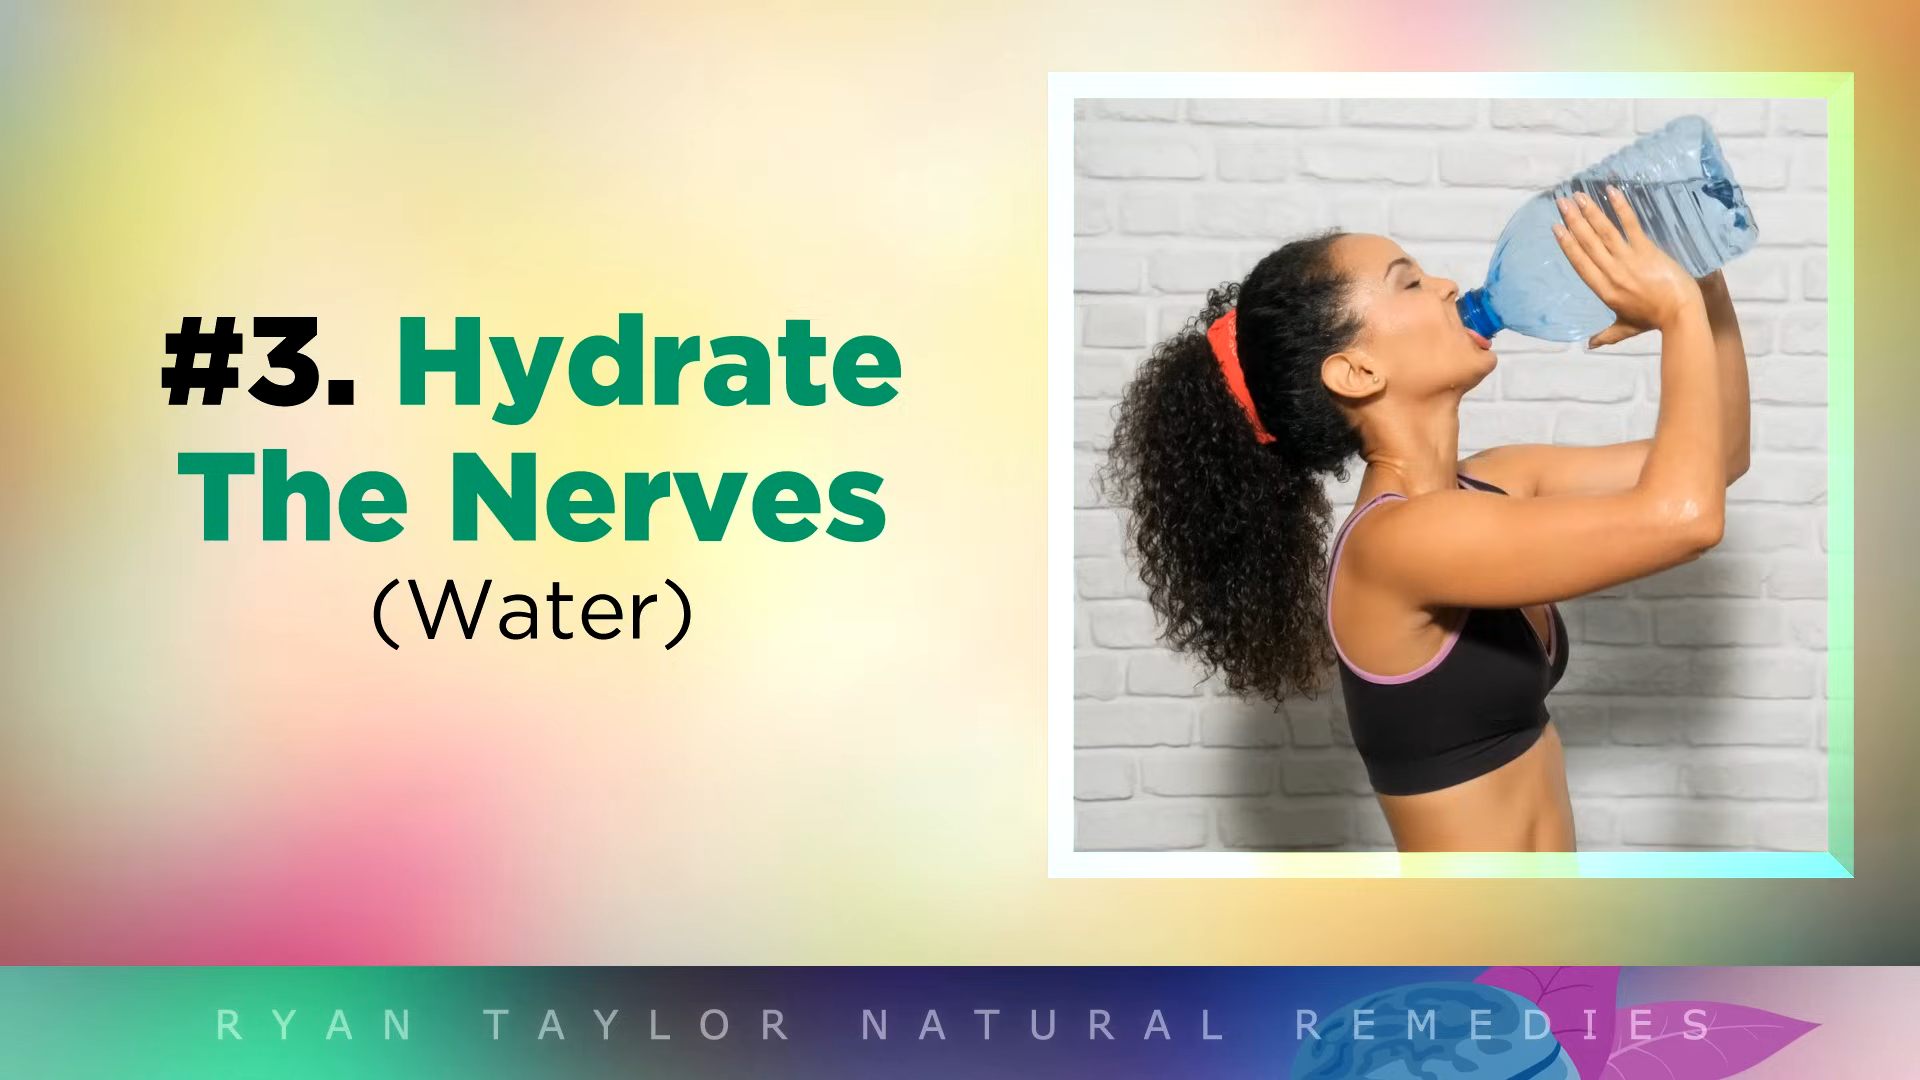 #3. Hydrate
The Nerves
(Water)
RYAN TAYLOR NATURAL REMEDIES